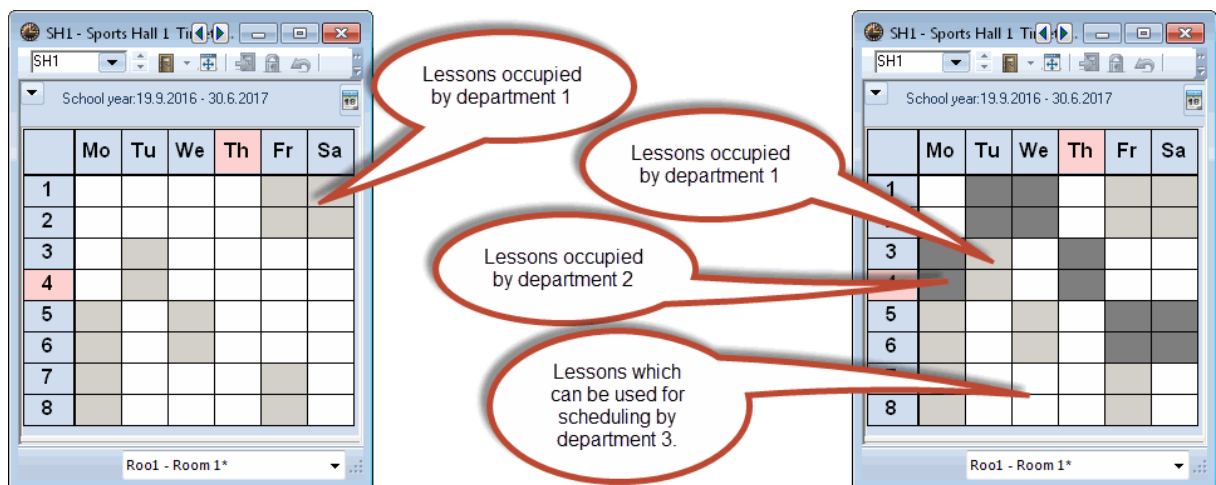 SH1 - Sports Hall 1 Ti
SH1
School year:19.9.2016 - 30.6.2017
Mo Tu We Th Fr Sa
1
2
3
4
5
6
7
8
Roo1 - Room 1*
Lessons occupied
by department 1
Lessons occupied
by department 1
Lessons occupied
by department 2
Lessons which
can be used for
scheduling by
department 3.
SH1 - Sports Hall 1 Ti
SH1
School year:19.9.2016 - 30.6.2017
Mo Tu We Th Fr Sa
1
3
5
6
8
Roo1 - Room 1*